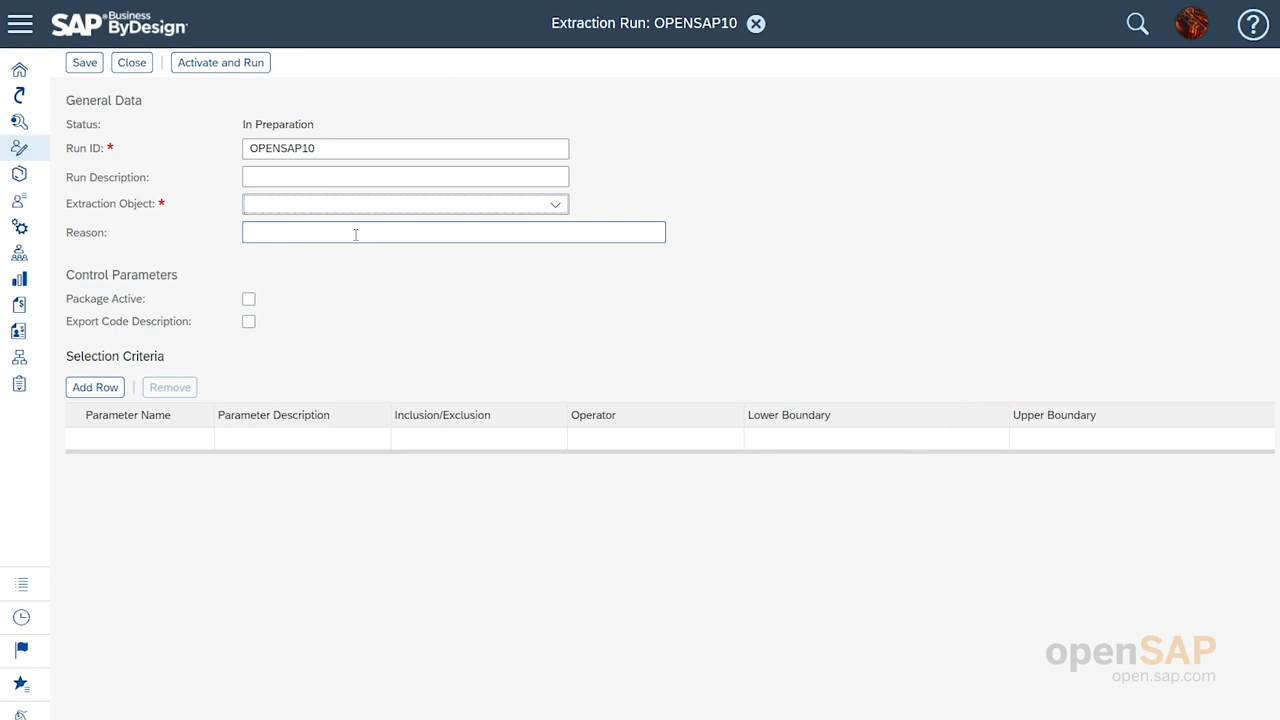 SAP Business ByDesign
Extraction Run: OPENSAP10
Save Close Activate and Run
General Data
Status: In Preparation
Run ID: * OPENSAP10
Run Description:
Extraction Object: *
Reason:
Control Parameters
Package Active:
Export Code Description:
Selection Criteria
Add Row Remove
Parameter Name Parameter Description Inclusion/Exclusion Operator Lower Boundary Upper Boundary
openSAP
open.sap.com